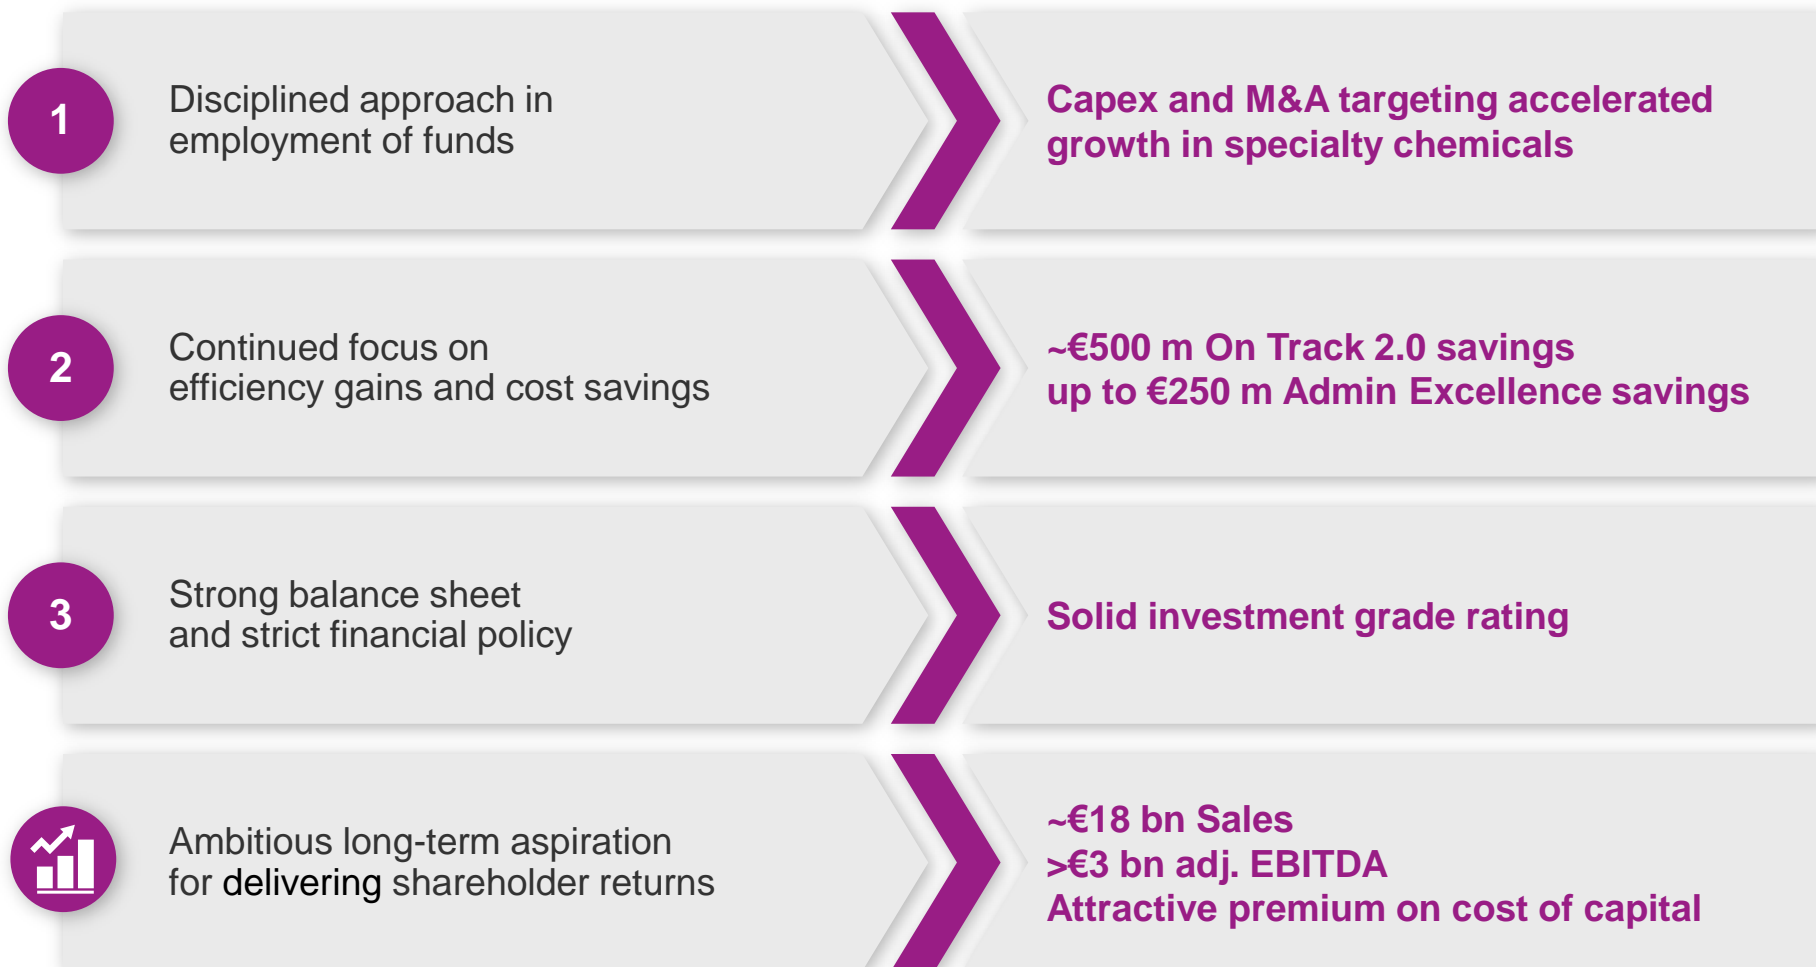 1
Disciplined approach in
employment of funds
Capex and M&A targeting accelerated
growth in specialty chemicals
2
Continued focus on
efficiency gains and cost savings
~€500 m On Track 2.0 savings
up to €250 m Admin Excellence savings
3
Strong balance sheet
and strict financial policy
Solid investment grade rating
Ambitious long-term aspiration
for delivering shareholder returns
~€18 bn Sales
>€3 bn adj. EBITDA
Attractive premium on cost of capital